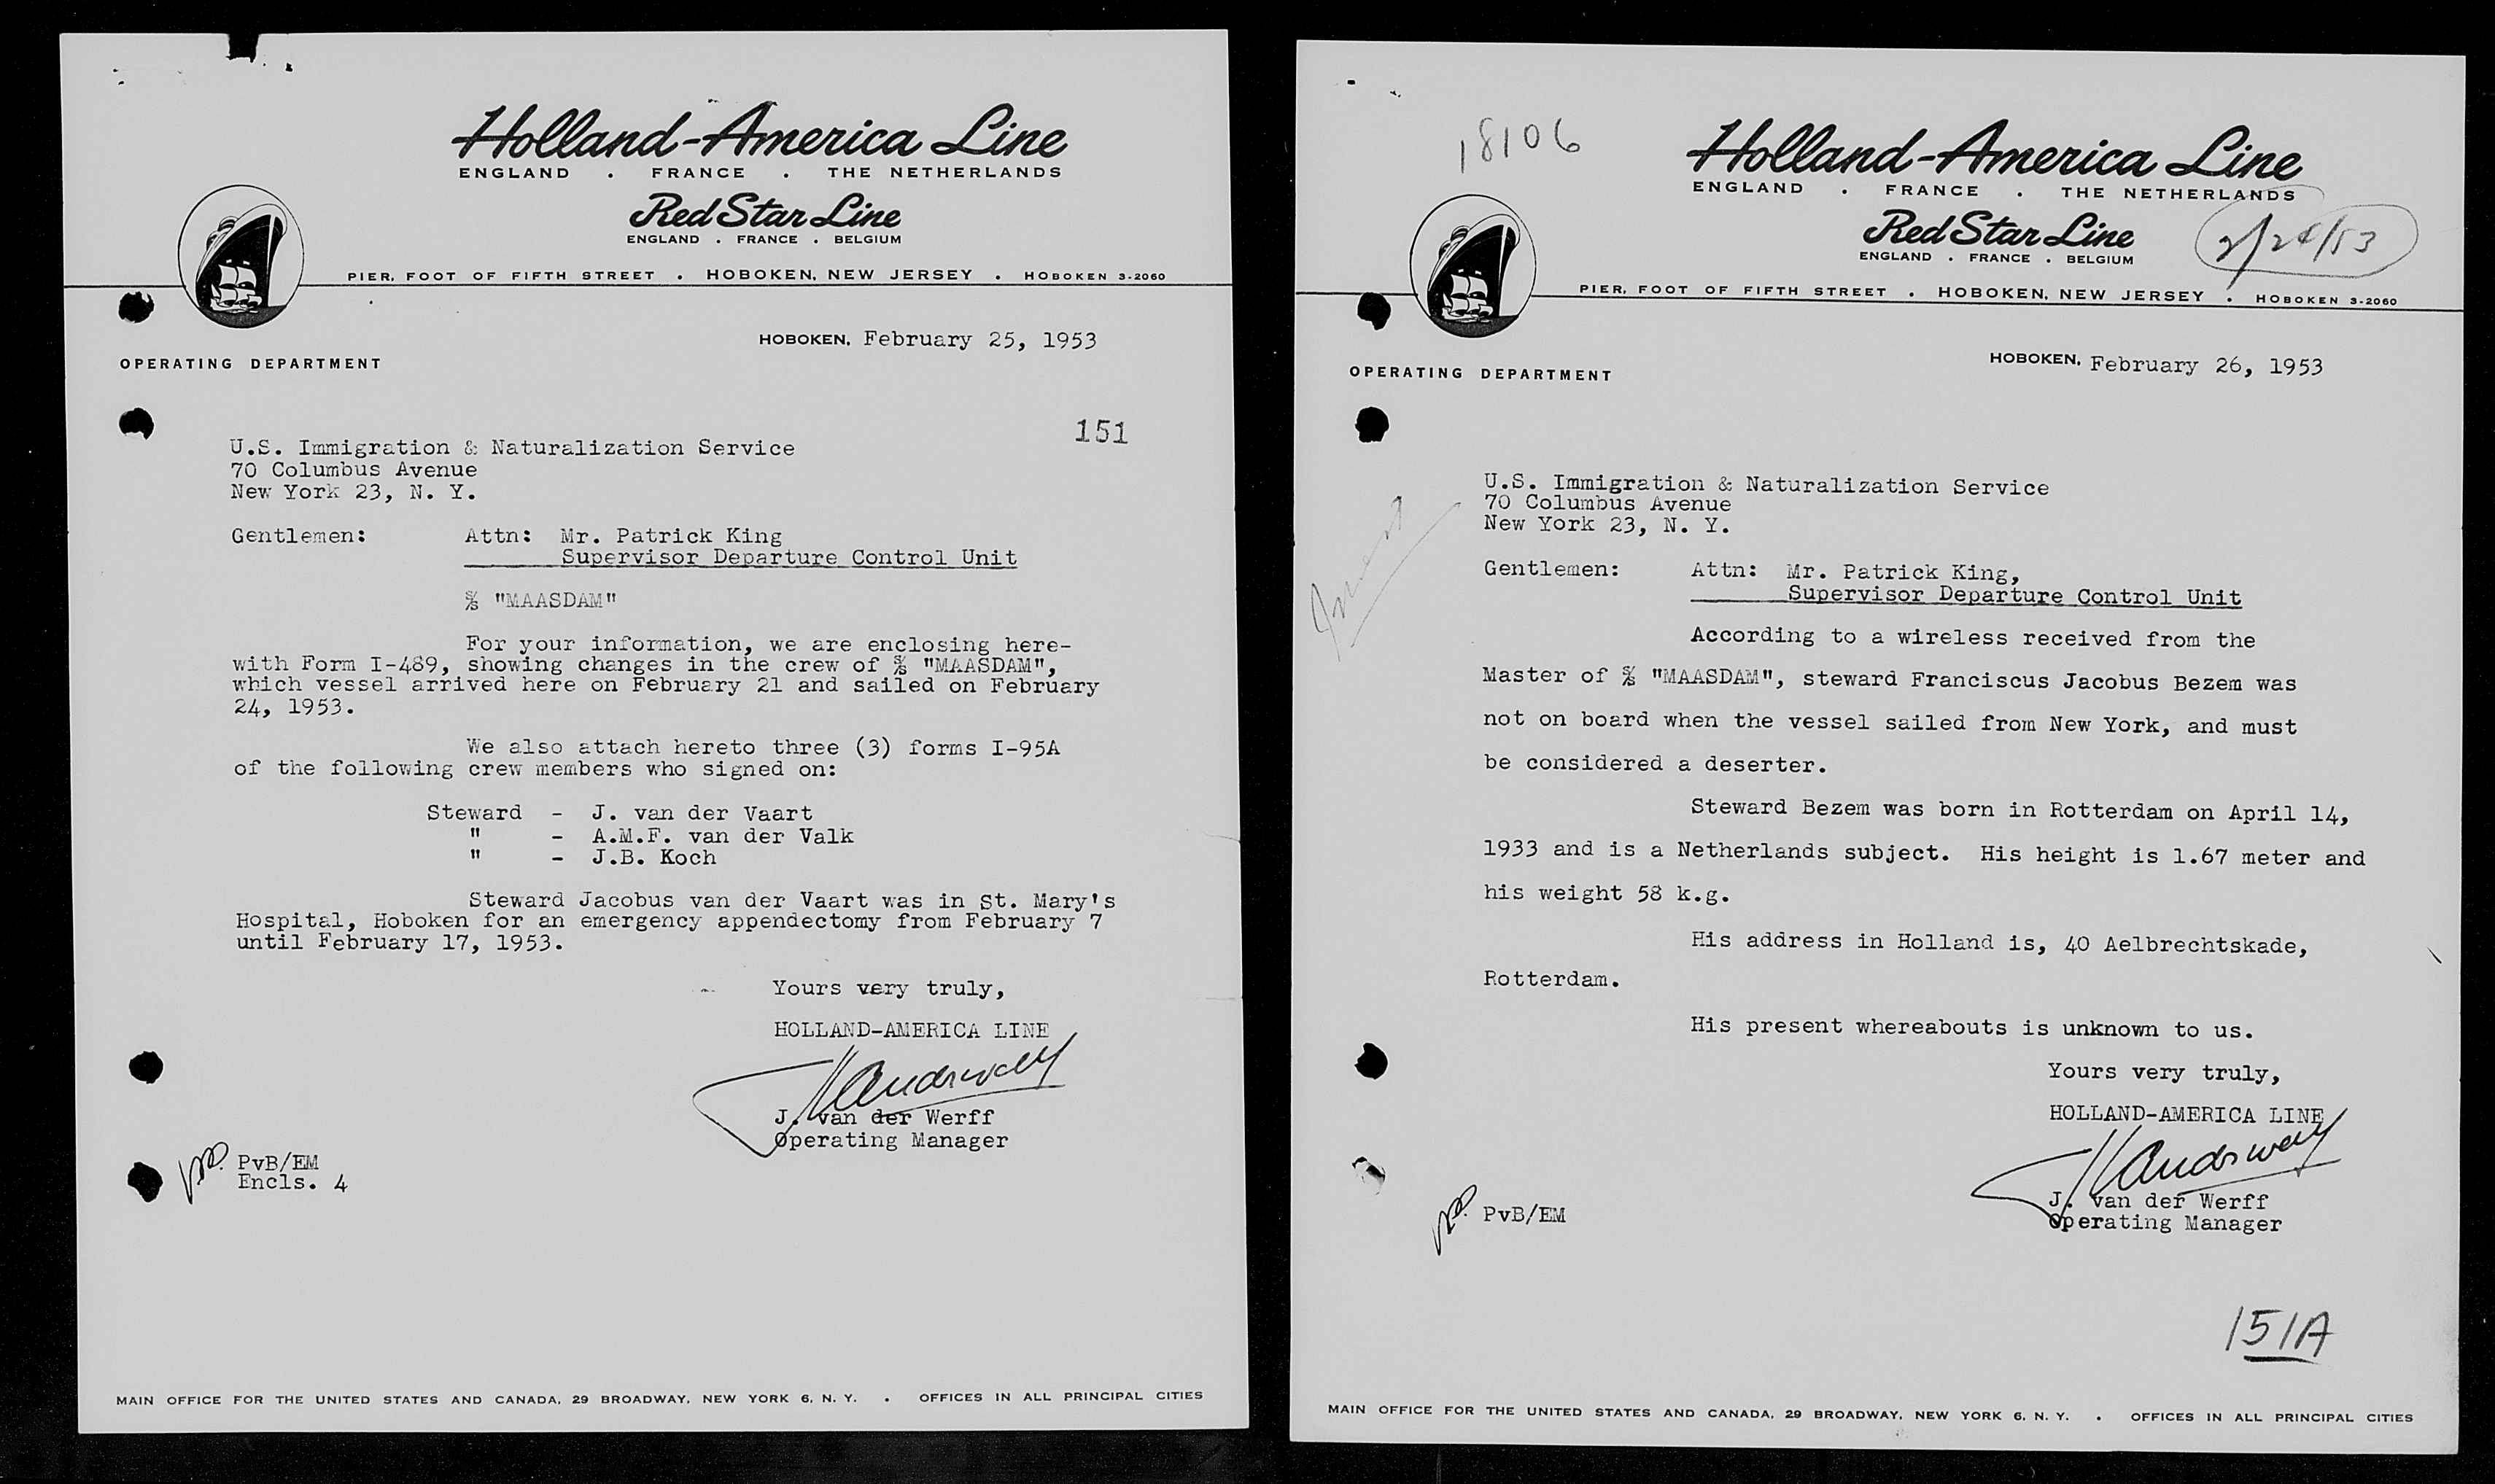 Holland-America Line
ENGLAND . FRANCE . THE NETHERLANDS
Red Star Line
ENGLAND . FRANCE . BELGIUM
PIER, FOOT OF FIFTH STREET . HOBOKEN, NEW JERSEY . HOBOKEN 3-2060
HOBOKEN, February 25, 1953
OPERATING DEPARTMENT
151
U.S. Immigration & Naturalization Service
70 Columbus Avenue
New York 23, N. Y.
Gentlemen: Attn: Mr. Patrick King
Supervisor Departure Control Unit
S/S "MAASDAM"
For your information, we are enclosing here-
with Form I-489, showing changes in the crew of S/S "MAASDAM",
which vessel arrived here on February 21 and sailed on February
24, 1953.
We also attach hereto three (3) forms I-95A
of the following crew members who signed on:
Steward - J. van der Vaart
" - A.M.F. van der Valk
" - J.B. Koch
Steward Jacobus van der Vaart was in St. Mary's
Hospital, Hoboken for an emergency appendectomy from February 7
until February 17, 1953.
Yours very truly,
HOLLAND-AMERICA LINE
J. van der Werff
Operating Manager
PvB/EM
Encls. 4
MAIN OFFICE FOR THE UNITED STATES AND CANADA, 29 BROADWAY, NEW YORK 6, N. Y. . OFFICES IN ALL PRINCIPAL CITIES
18106
Holland-America Line
ENGLAND . FRANCE . THE NETHERLANDS
Red Star Line
ENGLAND . FRANCE . BELGIUM
2/24/53
PIER, FOOT OF FIFTH STREET . HOBOKEN, NEW JERSEY . HOBOKEN 3-2060
HOBOKEN, February 26, 1953
OPERATING DEPARTMENT
U.S. Immigration & Naturalization Service
70 Columbus Avenue
New York 23, N. Y.
Gentlemen: Attn: Mr. Patrick King,
Supervisor Departure Control Unit
According to a wireless received from the
Master of S/S "MAASDAM", steward Franciscus Jacobus Bezem was
not on board when the vessel sailed from New York, and must
be considered a deserter.
Steward Bezem was born in Rotterdam on April 14,
1933 and is a Netherlands subject. His height is 1.67 meter and
his weight 58 k.g.
His address in Holland is, 40 Aelbrechtskade,
Rotterdam.
His present whereabouts is unknown to us.
Yours very truly,
HOLLAND-AMERICA LINE
J. van der Werff
Operating Manager
PvB/EM
151A
MAIN OFFICE FOR THE UNITED STATES AND CANADA, 29 BROADWAY, NEW YORK 6, N. Y. . OFFICES IN ALL PRINCIPAL CITIES